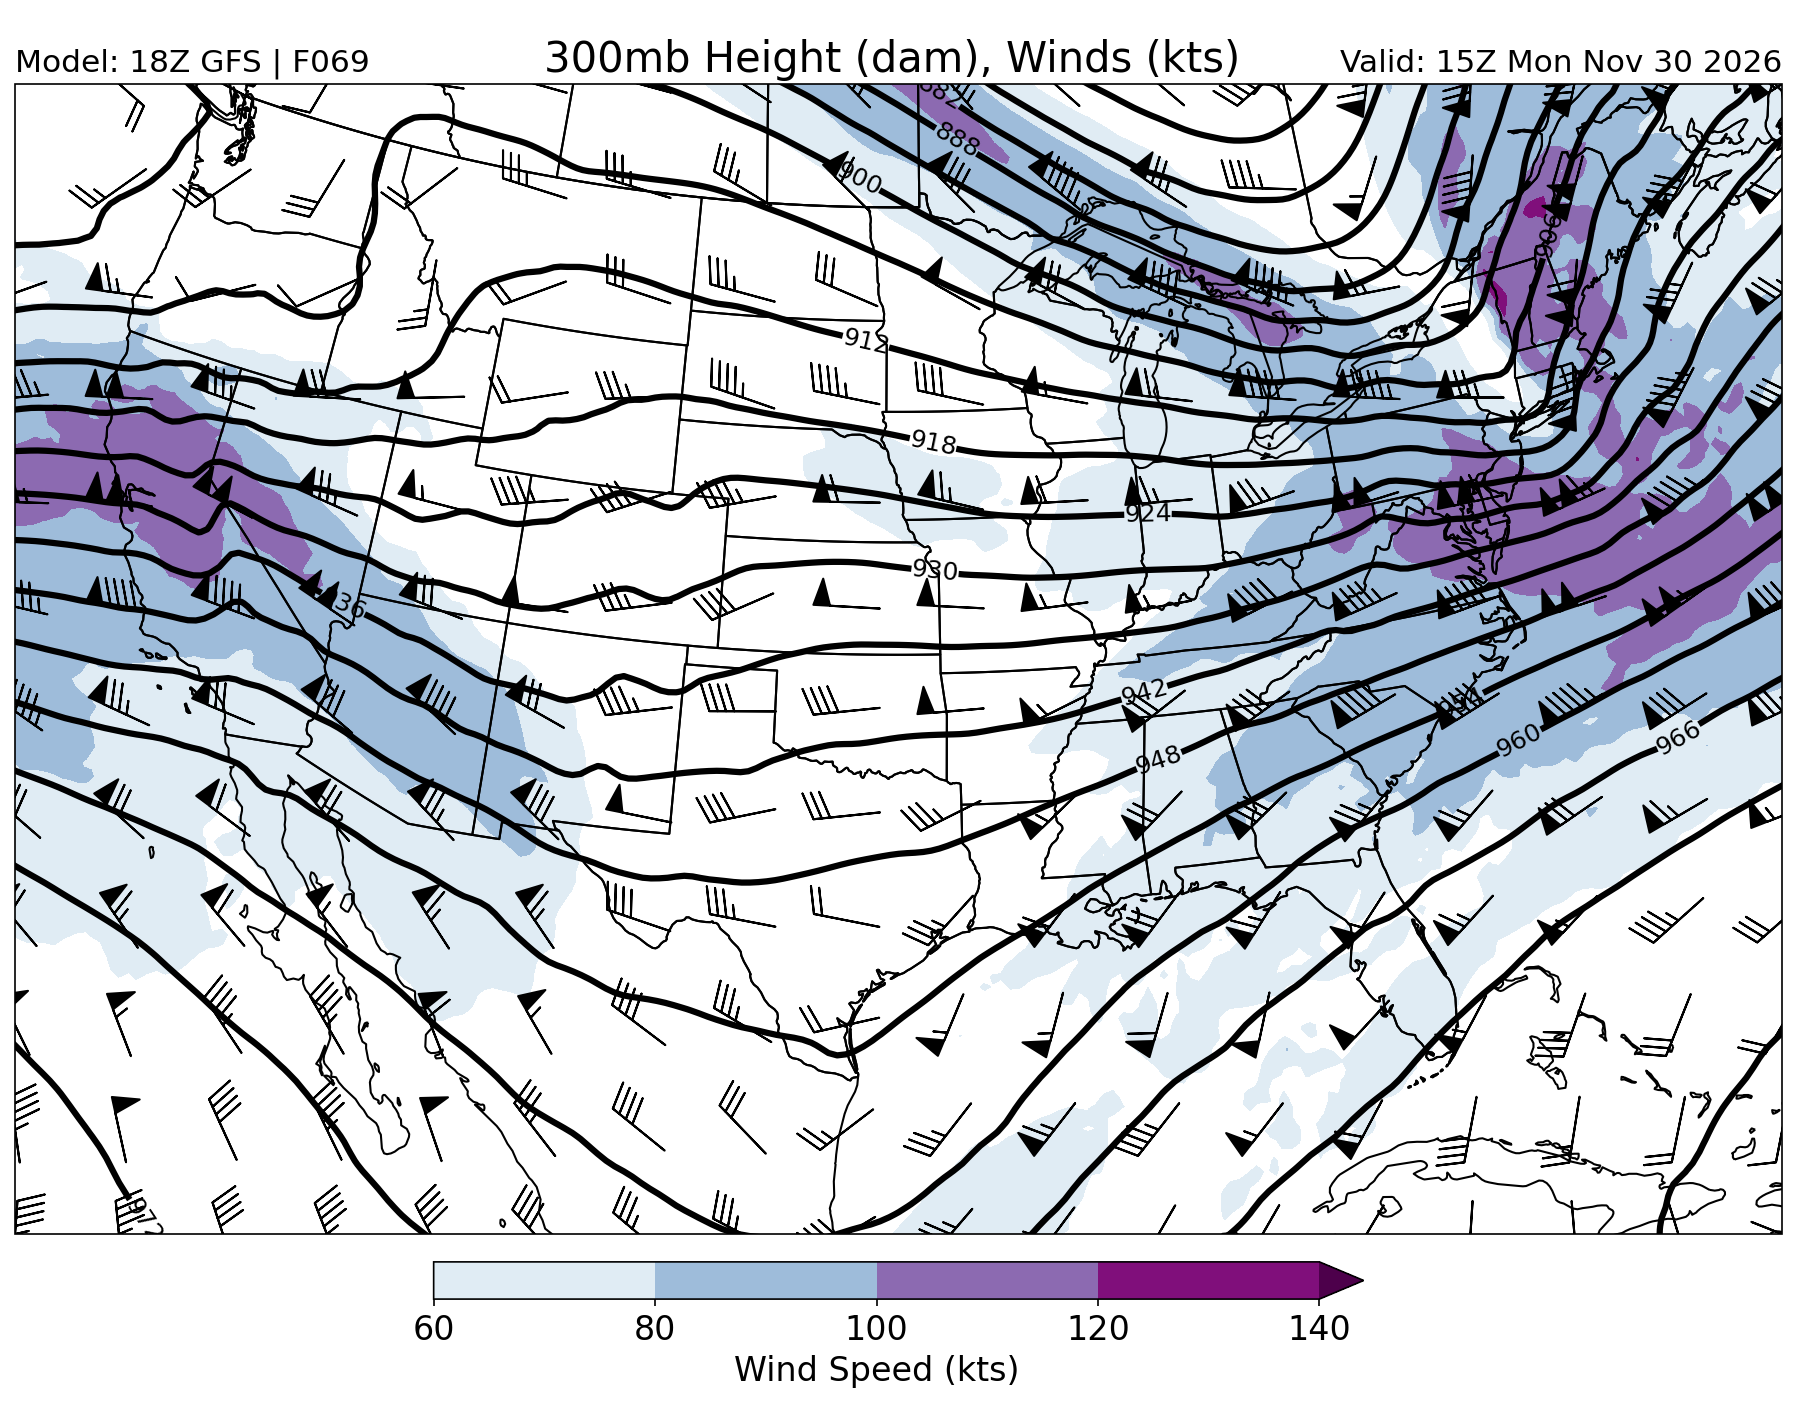 Model: 18Z GFS | F069
300mb Height (dam), Winds (kts)
Valid: 15Z Mon Nov 30 2026
888
900
912
918
924
930
942
948
960
966
60 80 100 120 140
Wind Speed (kts)